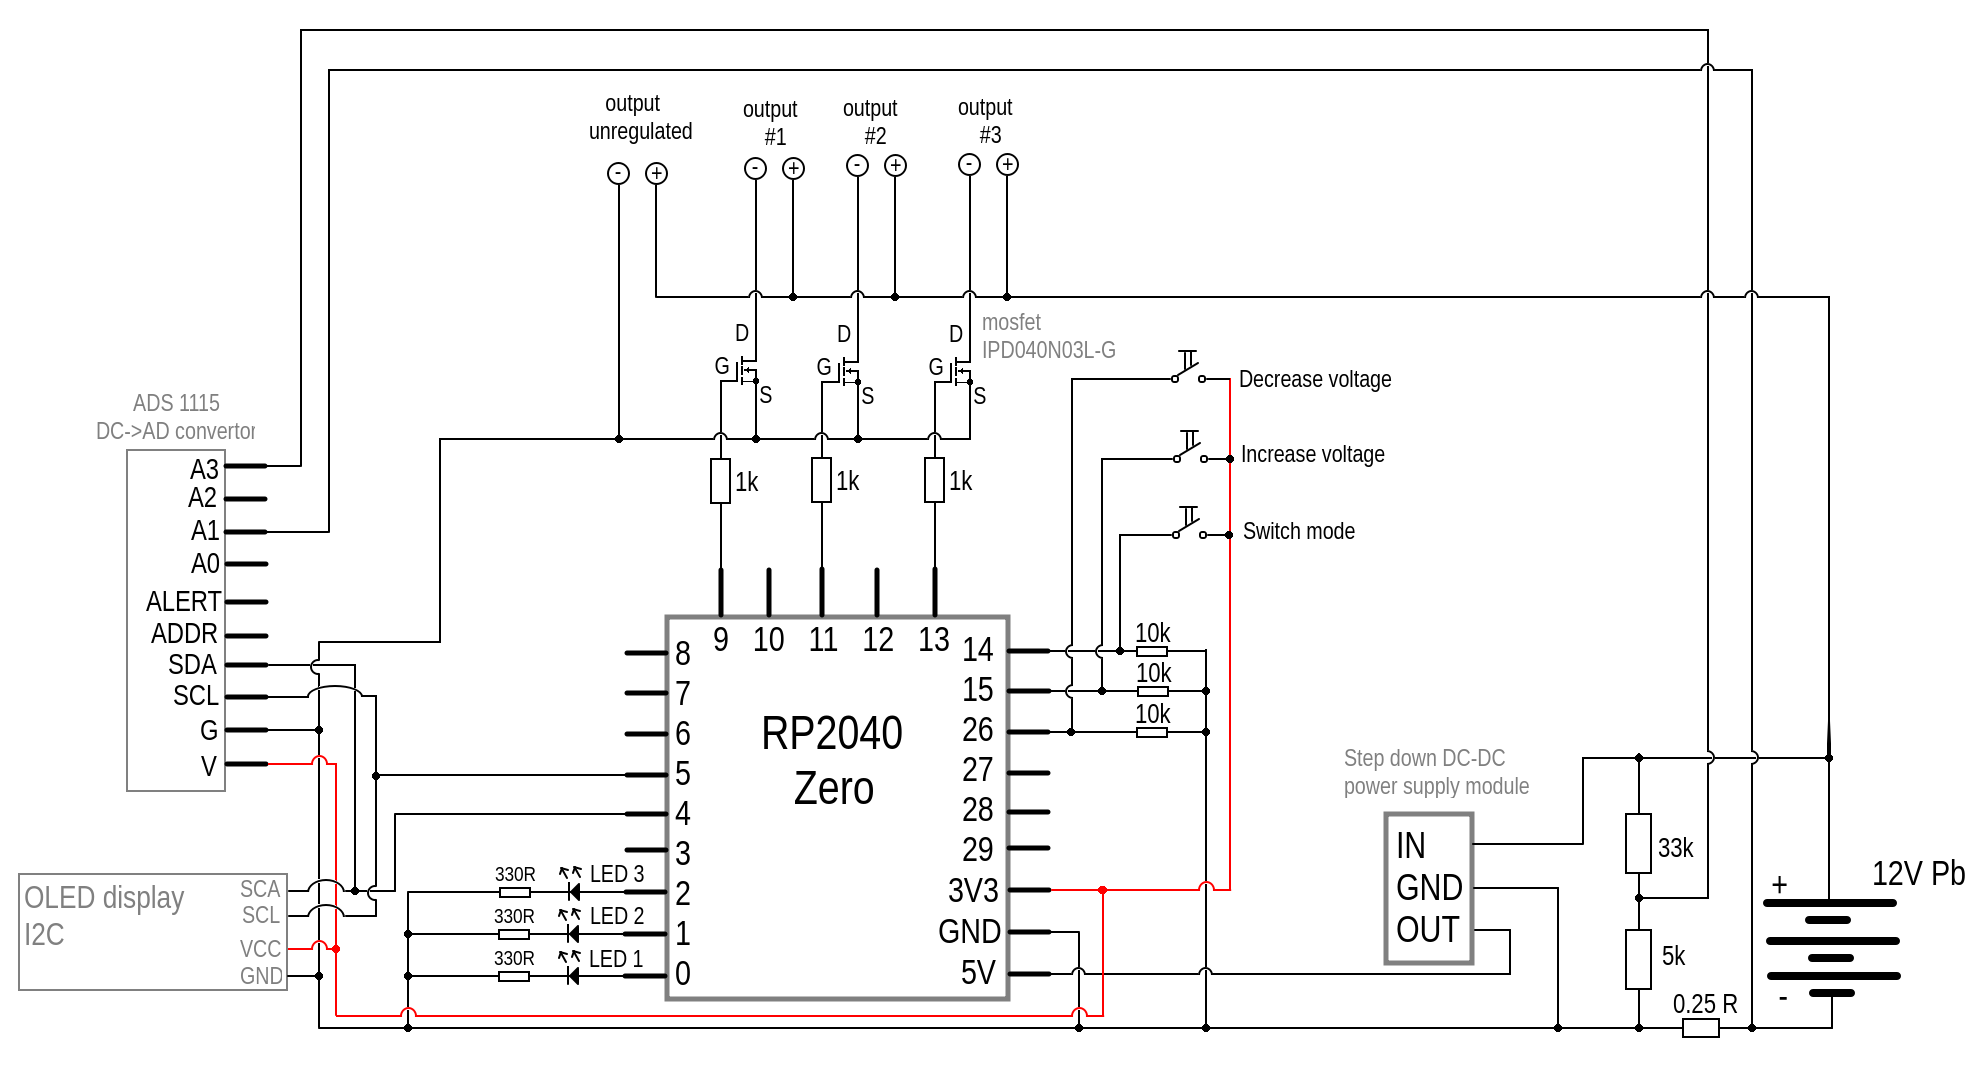 output
unregulated
output
#1
output
#2
output
#3
- +
- +
- +
- +
D
G
S
D
G
S
D
G
S
mosfet
IPD040N03L-G
Decrease voltage
Increase voltage
Switch mode
ADS 1115
DC->AD convertor
A3
A2
A1
A0
ALERT
ADDR
SDA
SCL
G
V
1k
1k
1k
9 10 11 12 13
8
7
6
5
4
3
2
1
0
RP2040
Zero
14
15
26
27
28
29
3V3
GND
5V
10k
10k
10k
OLED display
I2C
SCA
SCL
VCC
GND
330R
LED 3
330R
LED 2
330R
LED 1
Step down DC-DC
power supply module
IN
GND
OUT
33k
5k
0.25 R
12V Pb
+
-